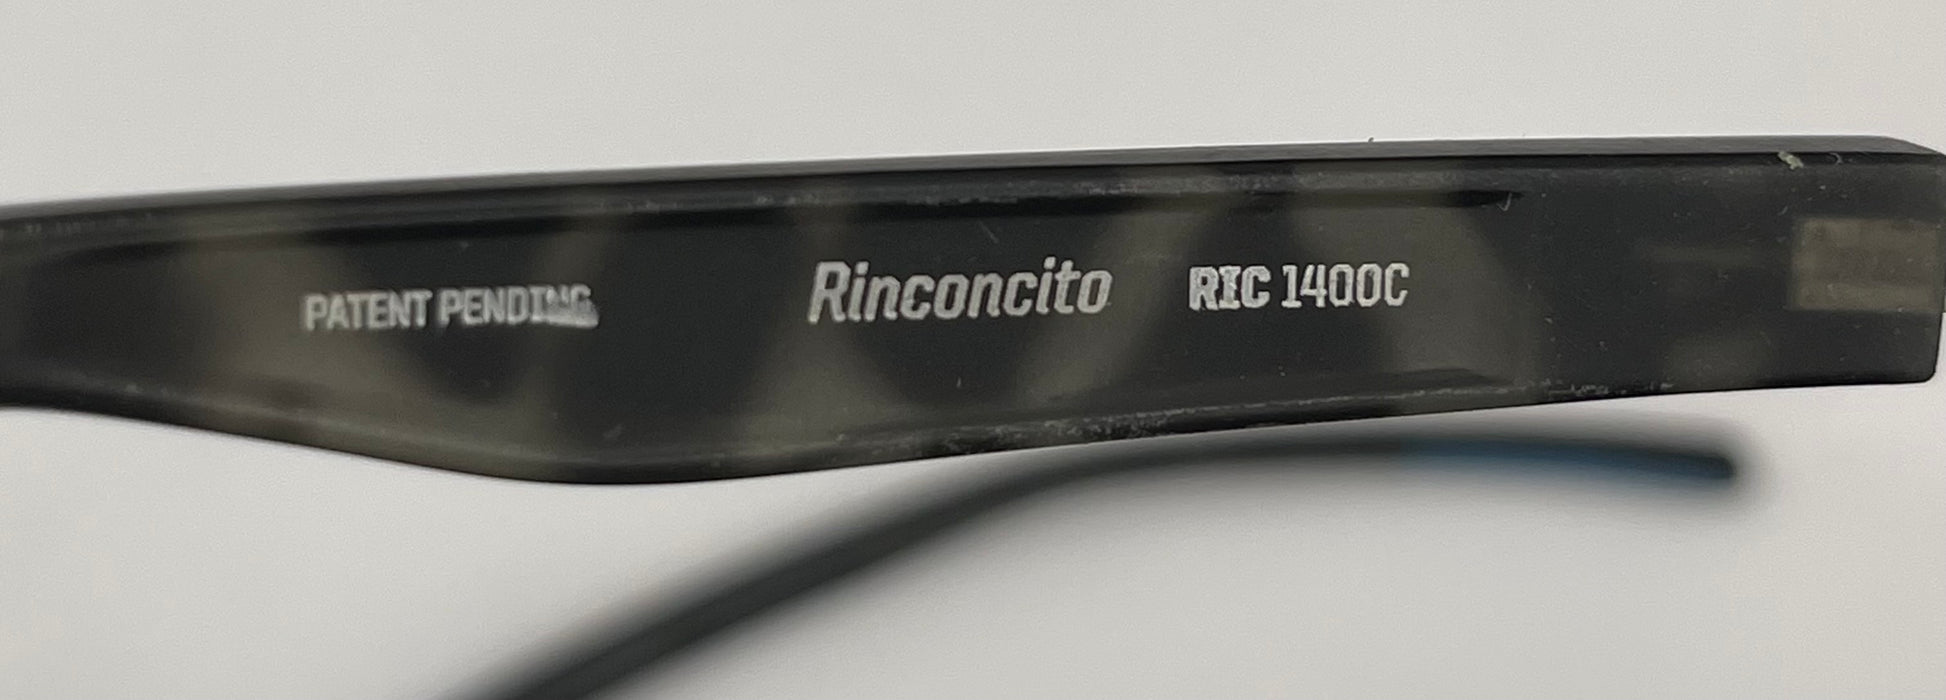 PATENT PENDING Rinconcito RIC 1400C